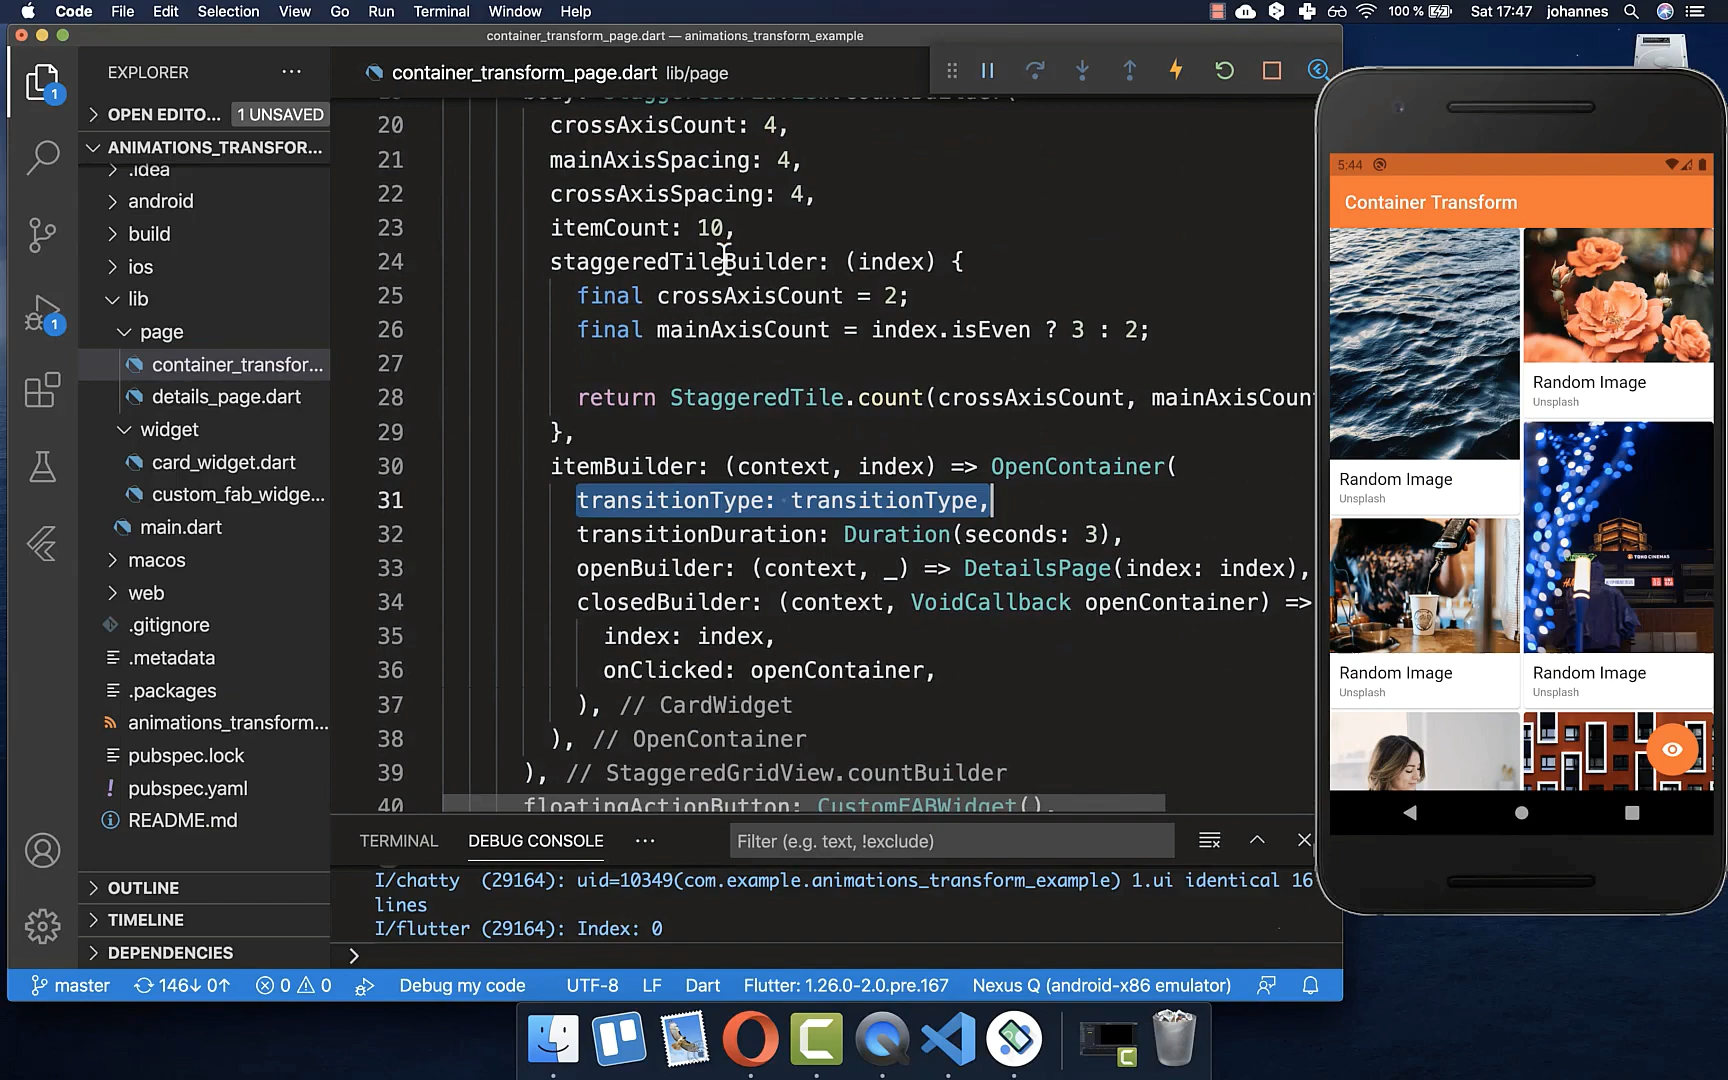 Code File Edit Selection View Go Run Terminal Window Help 100 % Sat 17:47 johannes
container_transform_page.dart — animations_transform_example
EXPLORER
container_transform_page.dart lib/page
OPEN EDITO... 1 UNSAVED
ANIMATIONS_TRANSFOR...
.idea
android
build
ios
lib
page
container_transfor...
details_page.dart
widget
card_widget.dart
custom_fab_widge...
main.dart
macos
web
.gitignore
.metadata
.packages
animations_transform...
pubspec.lock
pubspec.yaml
README.md
OUTLINE
TIMELINE
DEPENDENCIES
1
1
20 crossAxisCount: 4,
21 mainAxisSpacing: 4,
22 crossAxisSpacing: 4,
23 itemCount: 10,
24 staggeredTileBuilder: (index) {
25 final crossAxisCount = 2;
26 final mainAxisCount = index.isEven ? 3 : 2;
27
28 return StaggeredTile.count(crossAxisCount, mainAxisCoun
29 },
30 itemBuilder: (context, index) => OpenContainer(
31 transitionType: transitionType,
32 transitionDuration: Duration(seconds: 3),
33 openBuilder: (context, _) => DetailsPage(index: index),
34 closedBuilder: (context, VoidCallback openContainer) =>
35 index: index,
36 onClicked: openContainer,
37 ), // CardWidget
38 ), // OpenContainer
39 ), // StaggeredGridView.countBuilder
40 floatingActionButton: CustomFABWidget(),
TERMINAL DEBUG CONSOLE Filter (e.g. text, !exclude)
I/chatty (29164): uid=10349(com.example.animations_transform_example) 1.ui identical 16
lines
I/flutter (29164): Index: 0
master 146↓ 0↑ 0 0 Debug my code UTF-8 LF Dart Flutter: 1.26.0-2.0.pre.167 Nexus Q (android-x86 emulator)
5:44
Container Transform
Random Image
Unsplash
Random Image
Unsplash
TOHO CINEMAS
Random Image
Unsplash
Random Image
Unsplash